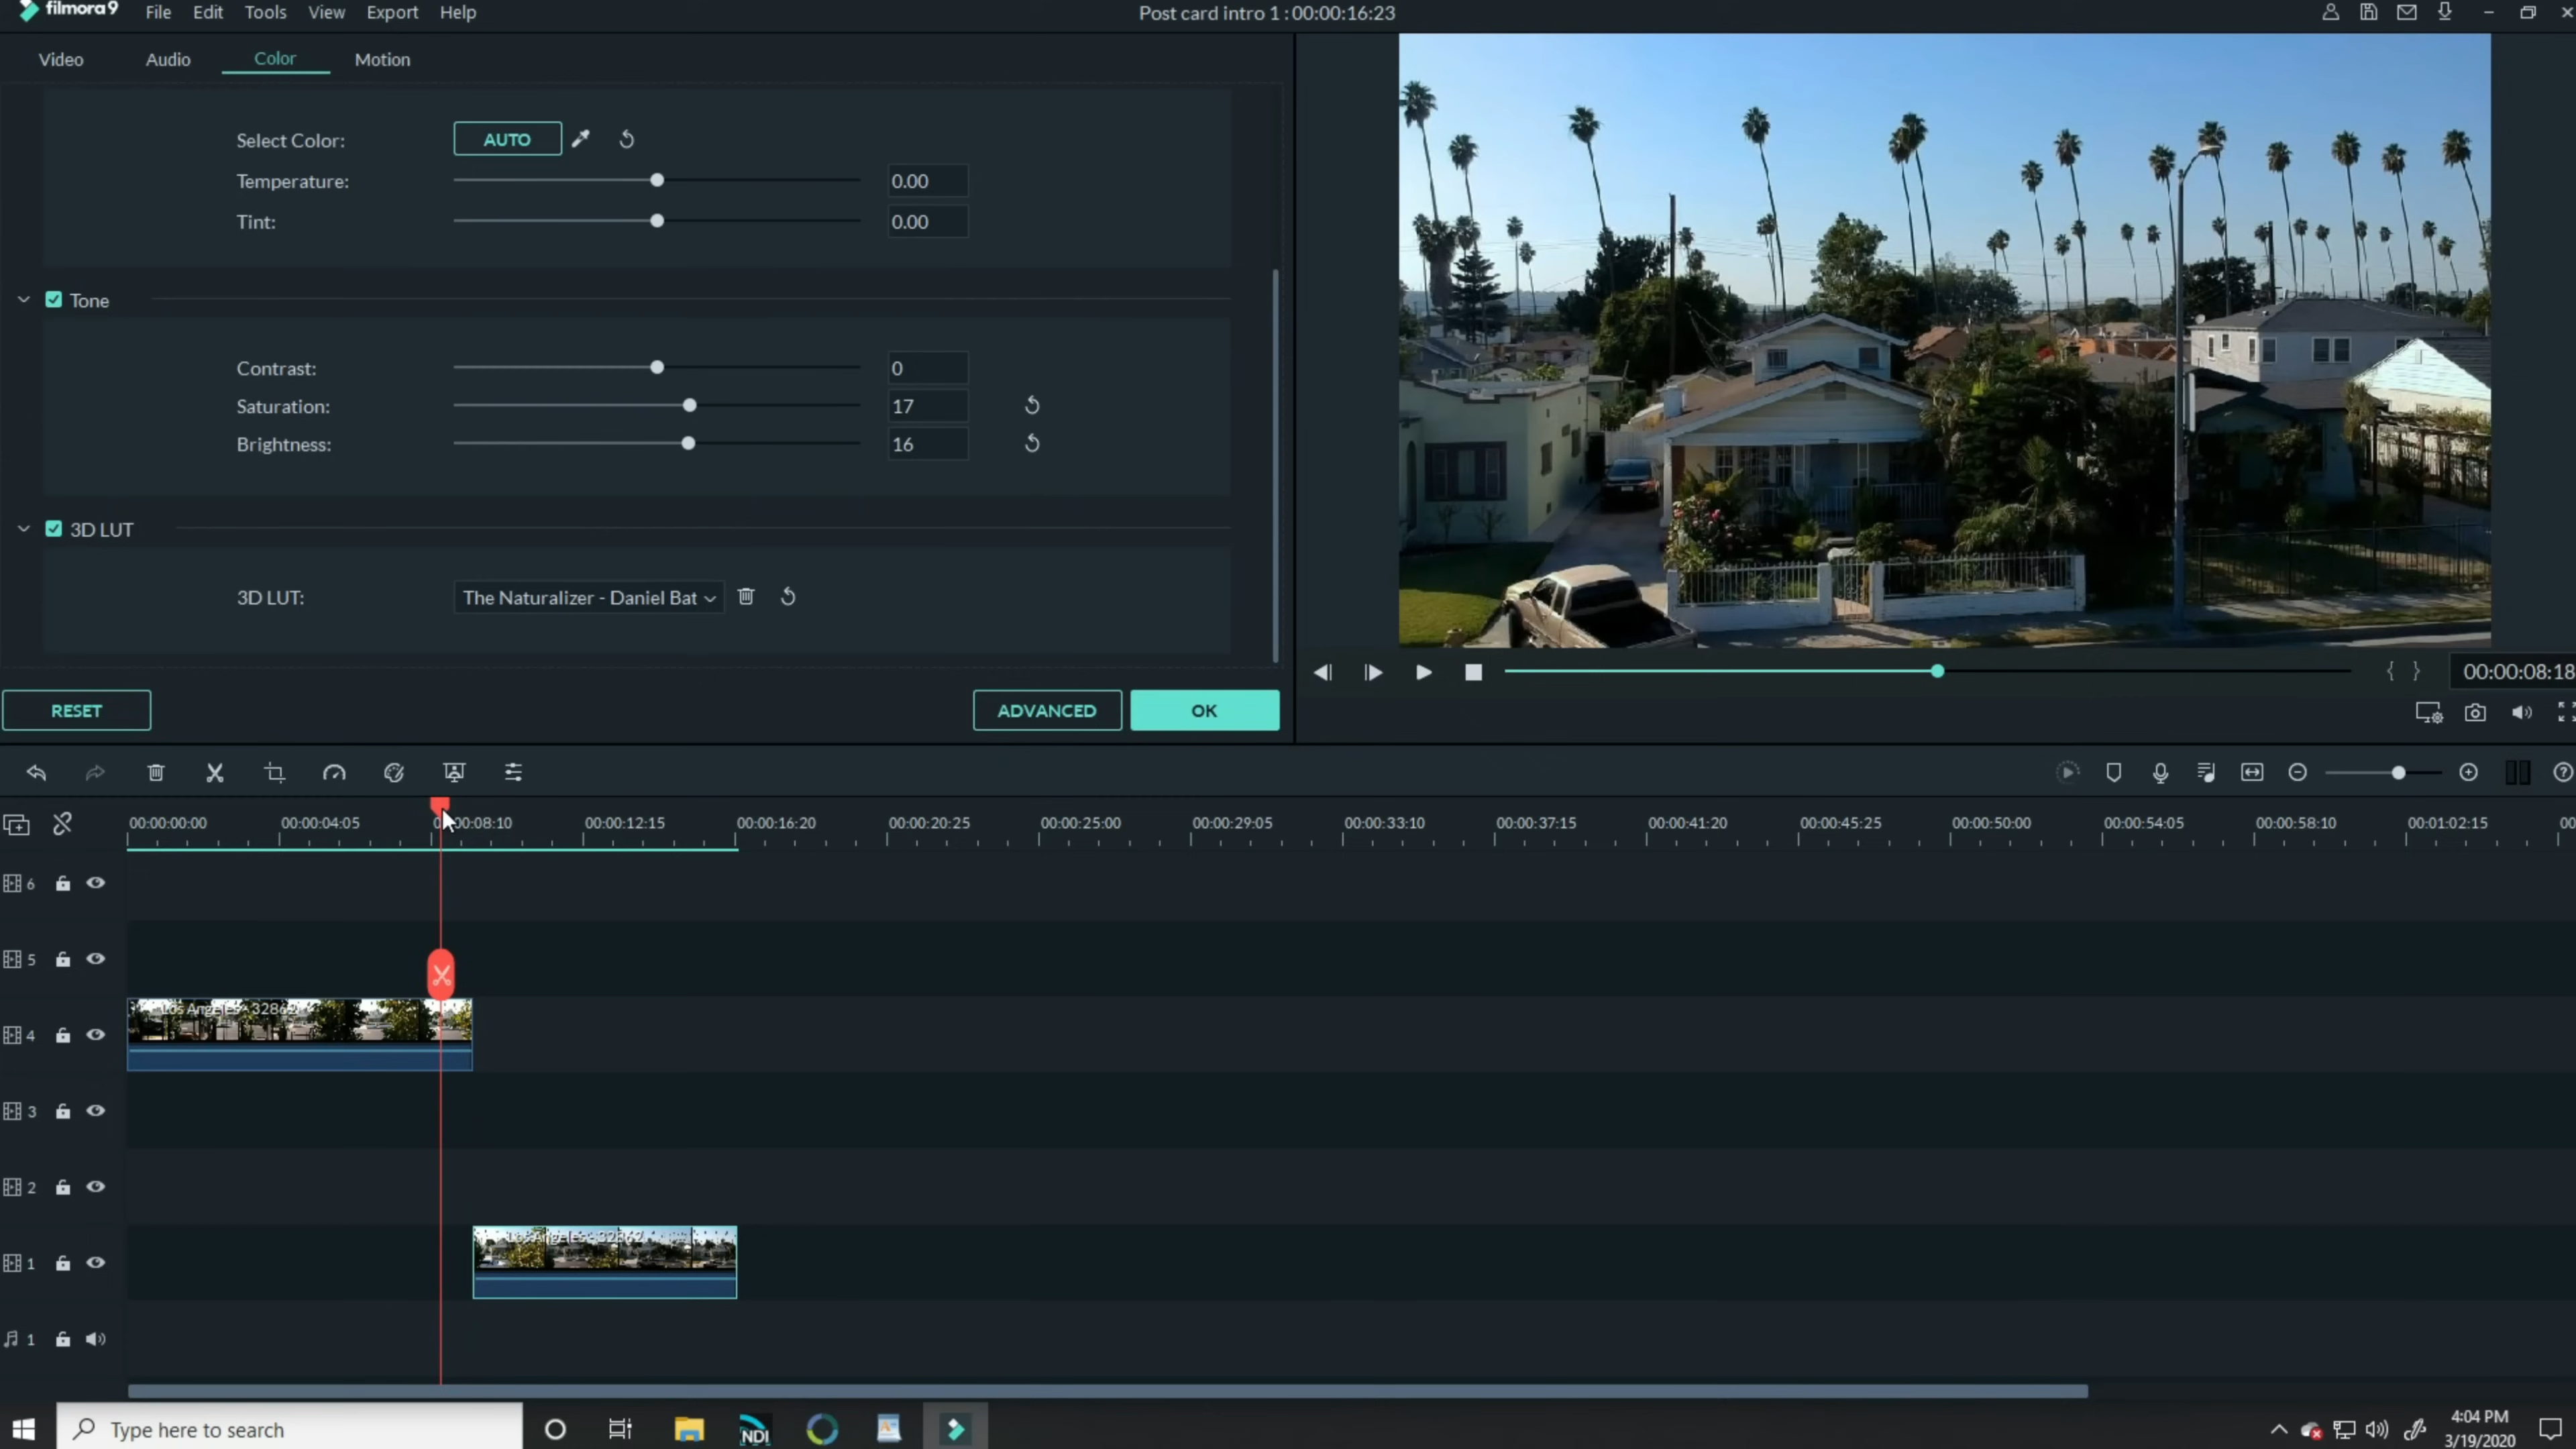 filmora9 File Edit Tools View Export Help Post card intro 1 : 00:00:16:23
Video Audio Color Motion
Select Color: AUTO
Temperature: 0.00
Tint: 0.00
Tone
Contrast: 0
Saturation: 17
Brightness: 16
3D LUT
3D LUT: The Naturalizer - Daniel Bat
00:00:08:18
RESET ADVANCED OK
00:00:00:00 00:00:04:05 00:00:08:10 00:00:12:15 00:00:16:20 00:00:20:25 00:00:25:00 00:00:29:05 00:00:33:10 00:00:37:15 00:00:41:20 00:00:45:25 00:00:50:00 00:00:54:05 00:00:58:10 00:01:02:15 00
6
5
Los Angeles - 32862
4
3
2
Los Angeles - 32862
1
1
Type here to search NDI 4:04 PM
3/19/2020